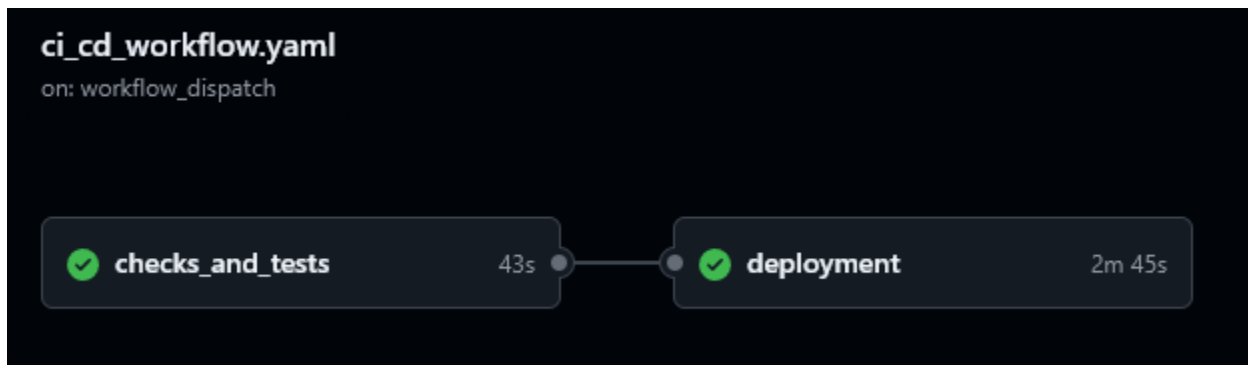 ci_cd_workflow.yaml
on: workflow_dispatch
checks_and_tests 43s
deployment 2m 45s